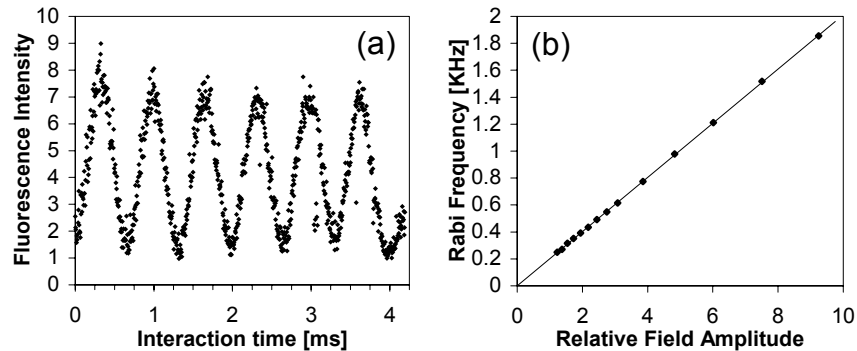 (a)
Fluorescence Intensity
10
9
8
7
6
5
4
3
2
1
0
0 1 2 3 4
Interaction time [ms]
(b)
Rabi Frequency [KHz]
2
1.8
1.6
1.4
1.2
1
0.8
0.6
0.4
0.2
0
0 2 4 6 8 10
Relative Field Amplitude